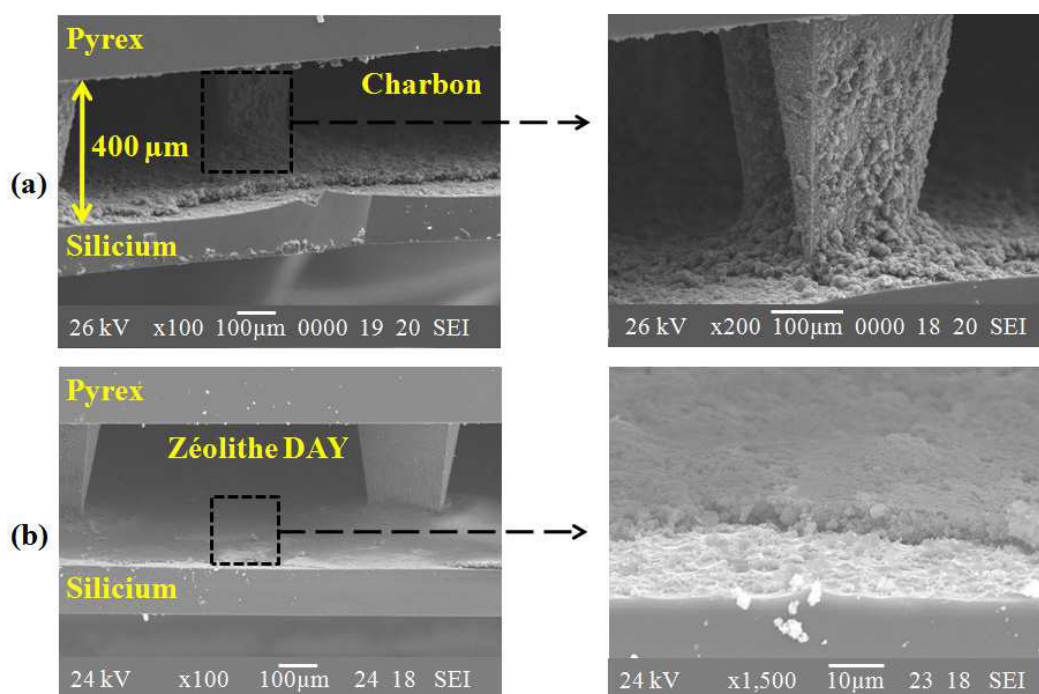 Pyrex
Charbon
400 µm
(a)
Silicium
26 kV x100 100µm 0000 19 20 SEI
26 kV x200 100µm 0000 18 20 SEI
Pyrex
Zéolithe DAY
(b)
Silicium
24 kV x100 100µm 24 18 SEI
24 kV x1,500 10µm 23 18 SEI